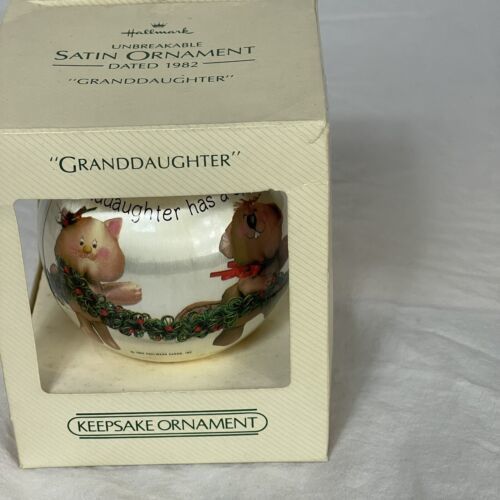 Hallmark
UNBREAKABLE
SATIN ORNAMENT
DATED 1982
"GRANDDAUGHTER"
"GRANDDAUGHTER"
daughter has a
KEEPSAKE ORNAMENT